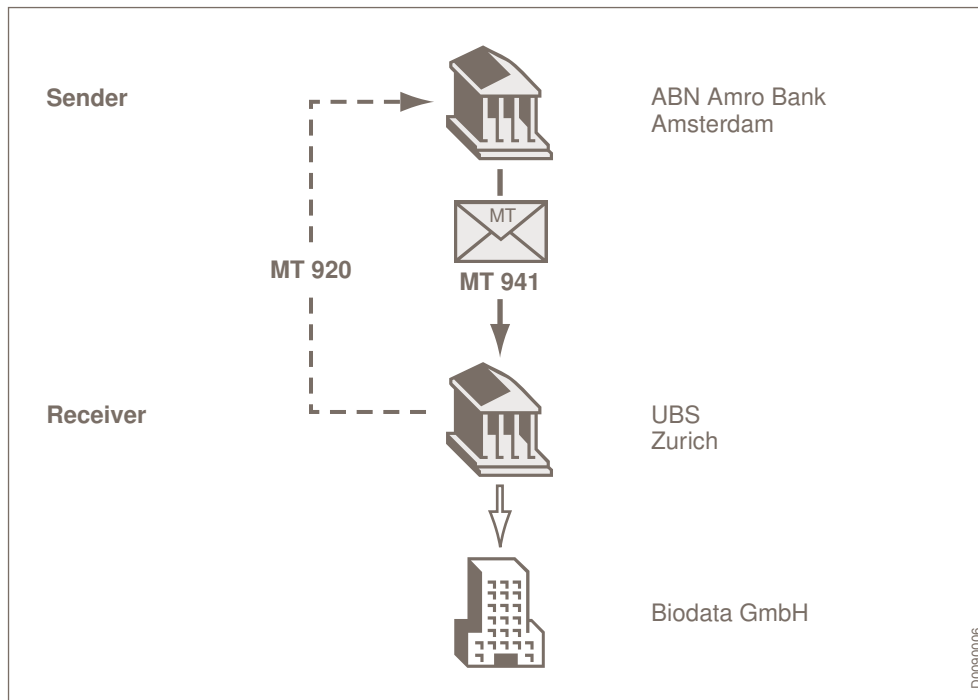 Sender
ABN Amro Bank
Amsterdam
MT
MT 920
MT 941
Receiver
UBS
Zurich
Biodata GmbH
D0090006